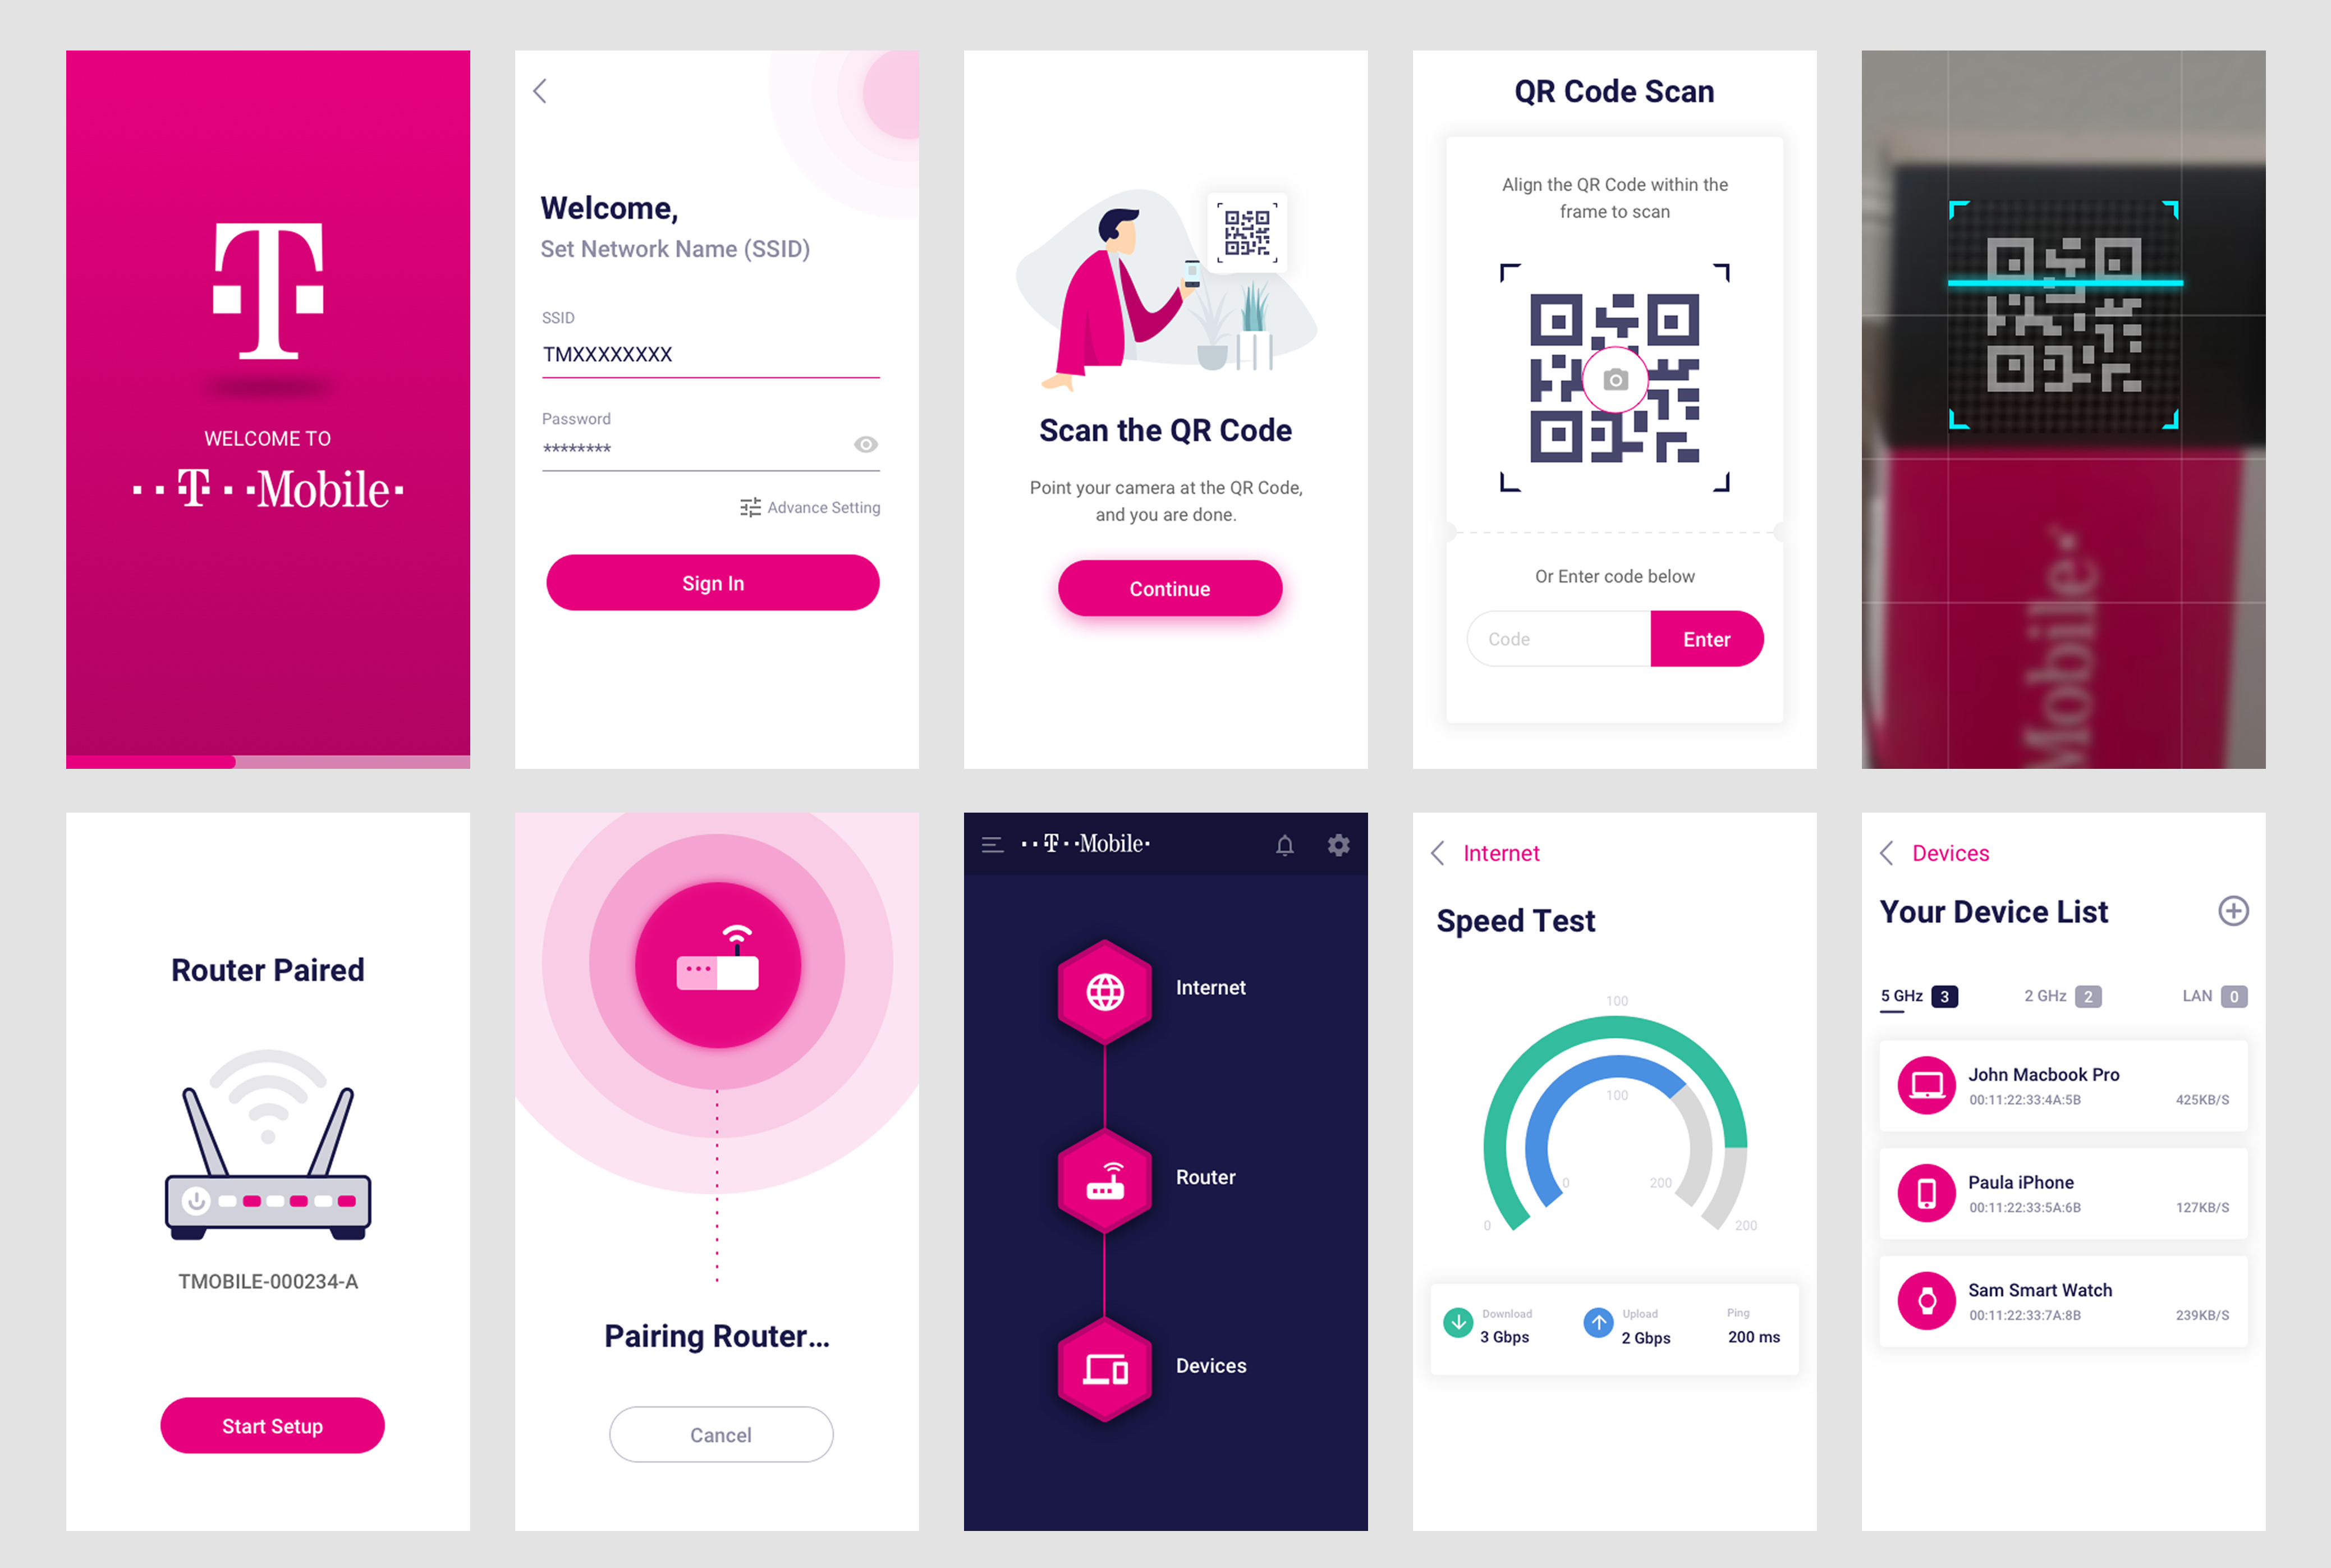 T
WELCOME TO
T Mobile
Welcome,
Set Network Name (SSID)
SSID
TMXXXXXXXX
Password
********
Advance Setting
Sign In
Scan the QR Code
Point your camera at the QR Code,
and you are done.
Continue
QR Code Scan
Align the QR Code within the
frame to scan
Or Enter code below
Code
Enter
Mobile
Router Paired
TMOBILE-000234-A
Start Setup
Pairing Router...
Cancel
T Mobile
Internet
Router
Devices
Internet
Speed Test
100
100
0
200
0
200
Download
3 Gbps
Upload
2 Gbps
Ping
200 ms
Devices
Your Device List
5 GHz 3
2 GHz 2
LAN 0
John Macbook Pro
00:11:22:33:4A:5B
425KB/S
Paula iPhone
00:11:22:33:5A:6B
127KB/S
Sam Smart Watch
00:11:22:33:7A:8B
239KB/S